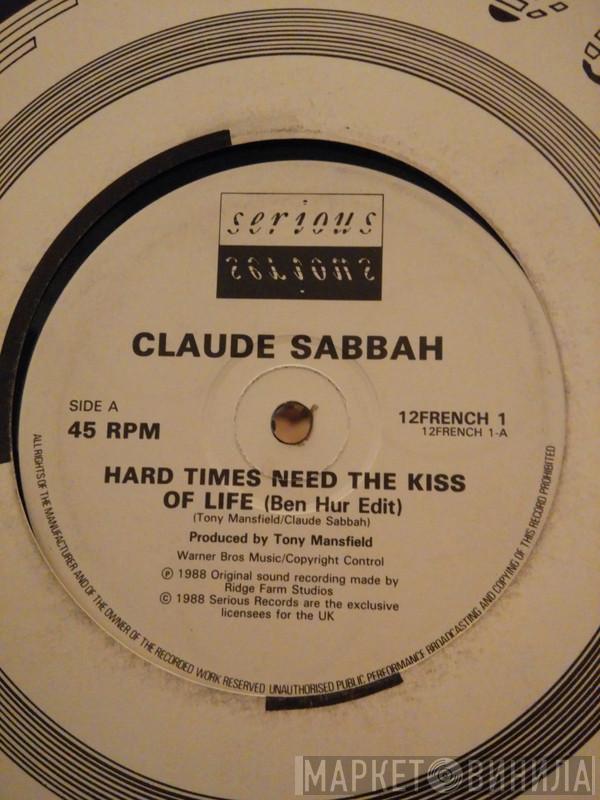 serious
serious
CLAUDE SABBAH
SIDE A
45 RPM
12FRENCH 1
12FRENCH 1-A
HARD TIMES NEED THE KISS
OF LIFE (Ben Hur Edit)
(Tony Mansfield/Claude Sabbah)
Produced by Tony Mansfield
Warner Bros Music/Copyright Control
℗ 1988 Original sound recording made by
Ridge Farm Studios
© 1988 Serious Records are the exclusive
licensees for the UK
ALL RIGHTS OF THE MANUFACTURER AND OF THE OWNER OF THE RECORDED WORK RESERVED UNAUTHORISED PUBLIC PERFORMANCE BROADCASTING AND COPYING OF THIS RECORD PROHIBITED
МАРКЕТ ВИНИЛА